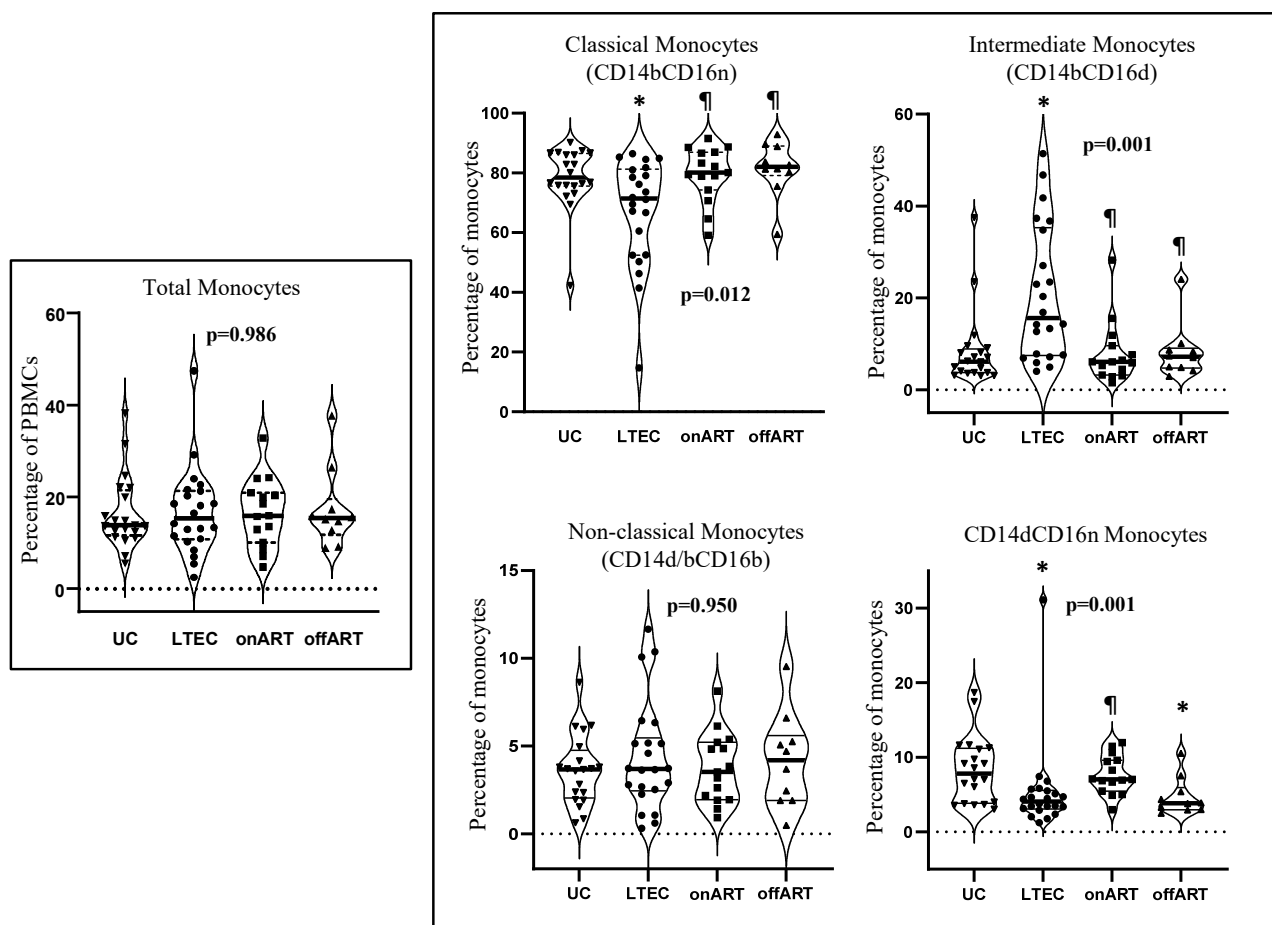 Total Monocytes
p=0.986
Percentage of PBMCs
60
40
20
0
UC LTEC onART offART
Classical Monocytes
(CD14bCD16n)
* ¶ ¶
p=0.012
Percentage of monocytes
100
80
60
40
20
0
UC LTEC onART offART
Intermediate Monocytes
(CD14bCD16d)
*
p=0.001
¶ ¶
Percentage of monocytes
60
40
20
0
UC LTEC onART offART
Non-classical Monocytes
(CD14d/bCD16b)
p=0.950
Percentage of monocytes
15
10
5
0
UC LTEC onART offART
CD14dCD16n Monocytes
*
p=0.001
¶ *
Percentage of monocytes
30
20
10
0
UC LTEC onART offART